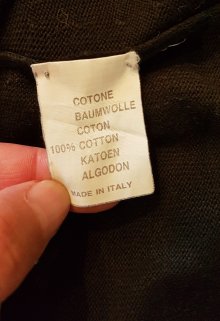 COTONE
BAUMWOLLE
COTON
100% COTTON
KATOEN
ALGODON
MADE IN ITALY